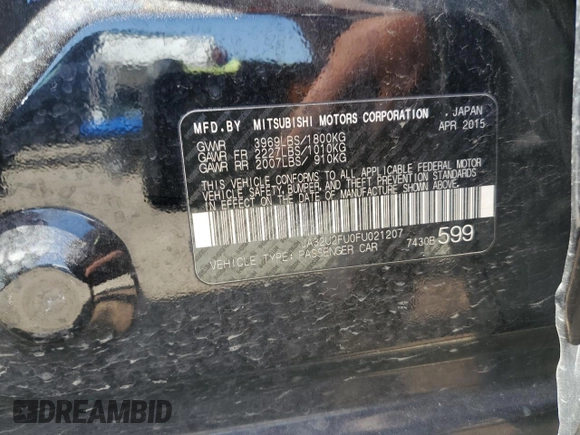 MFD.BY MITSUBISHI MOTORS CORPORATION , JAPAN
APR 2015
GVWR 3969LBS/1800KG
GAWR FR 2227LBS/1010KG
GAWR RR 2007LBS/ 910KG
THIS VEHICLE CONFORMS TO ALL APPLICABLE FEDERAL MOTOR
VEHICLE SAFETY, BUMPER, AND THEFT PREVENTION STANDARDS
IN EFFECT ON THE DATE OF MANUFACTURE SHOWN ABOVE.
JA32U2FU0FU021207
VEHICLE TYPE: PASSENGER CAR 7430B 599
DREAMBID